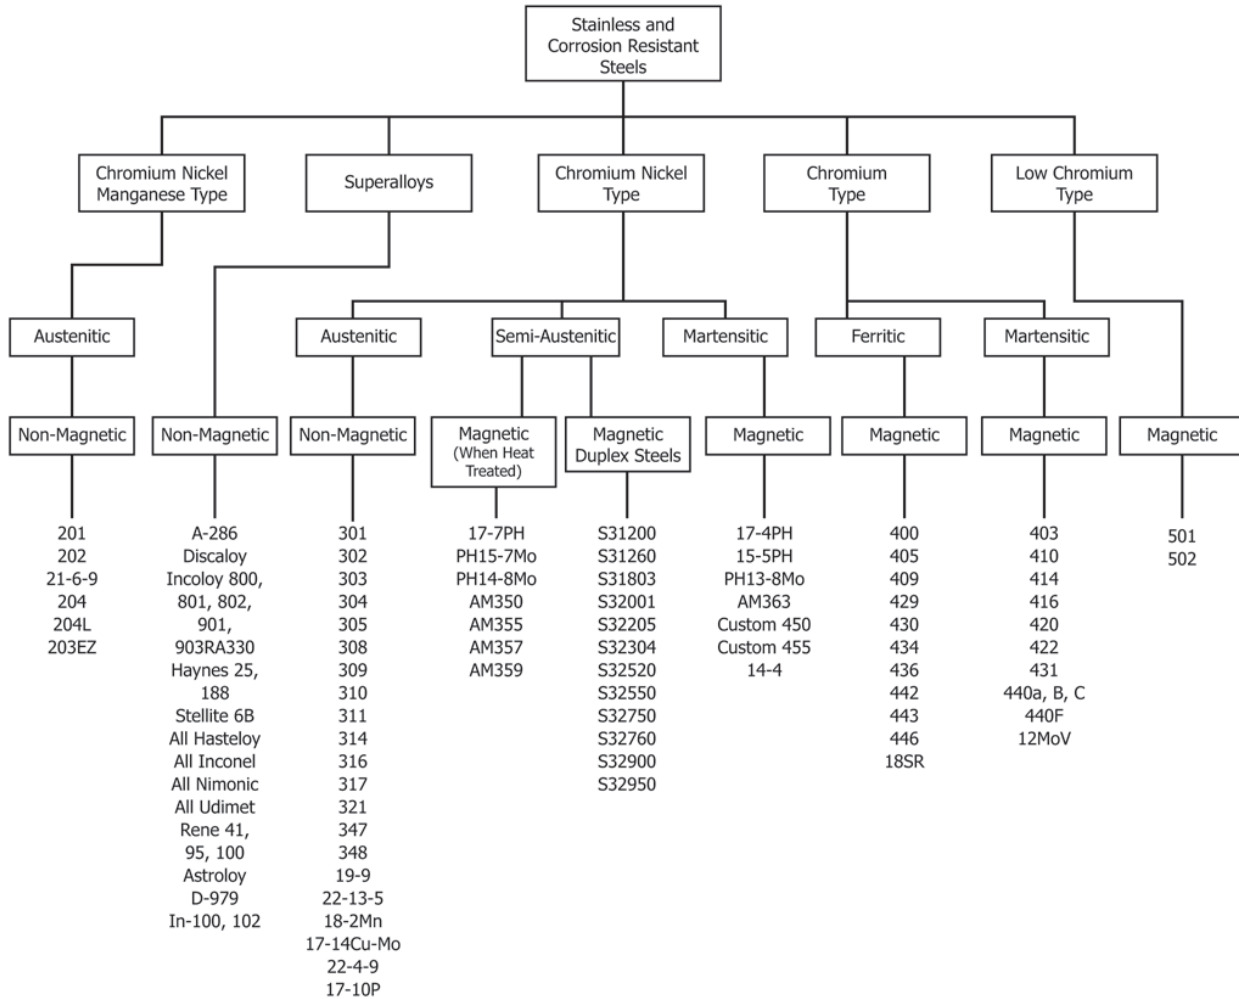 Stainless and
Corrosion Resistant
Steels
Chromium Nickel
Manganese Type
Superalloys
Chromium Nickel
Type
Chromium
Type
Low Chromium
Type
Austenitic
Austenitic
Semi-Austenitic
Martensitic
Ferritic
Martensitic
Non-Magnetic
Non-Magnetic
Non-Magnetic
Magnetic
(When Heat
Treated)
Magnetic
Duplex Steels
Magnetic
Magnetic
Magnetic
Magnetic
201
202
21-6-9
204
204L
203EZ
A-286
Discaloy
Incoloy 800,
801, 802,
901,
903RA330
Haynes 25,
188
Stellite 6B
All Hasteloy
All Inconel
All Nimonic
All Udimet
Rene 41,
95, 100
Astroloy
D-979
In-100, 102
301
302
303
304
305
308
309
310
311
314
316
317
321
347
348
19-9
22-13-5
18-2Mn
17-14Cu-Mo
22-4-9
17-10P
17-7PH
PH15-7Mo
PH14-8Mo
AM350
AM355
AM357
AM359
S31200
S31260
S31803
S32001
S32205
S32304
S32520
S32550
S32750
S32760
S32900
S32950
17-4PH
15-5PH
PH13-8Mo
AM363
Custom 450
Custom 455
14-4
400
405
409
429
430
434
436
442
443
446
18SR
403
410
414
416
420
422
431
440a, B, C
440F
12MoV
501
502